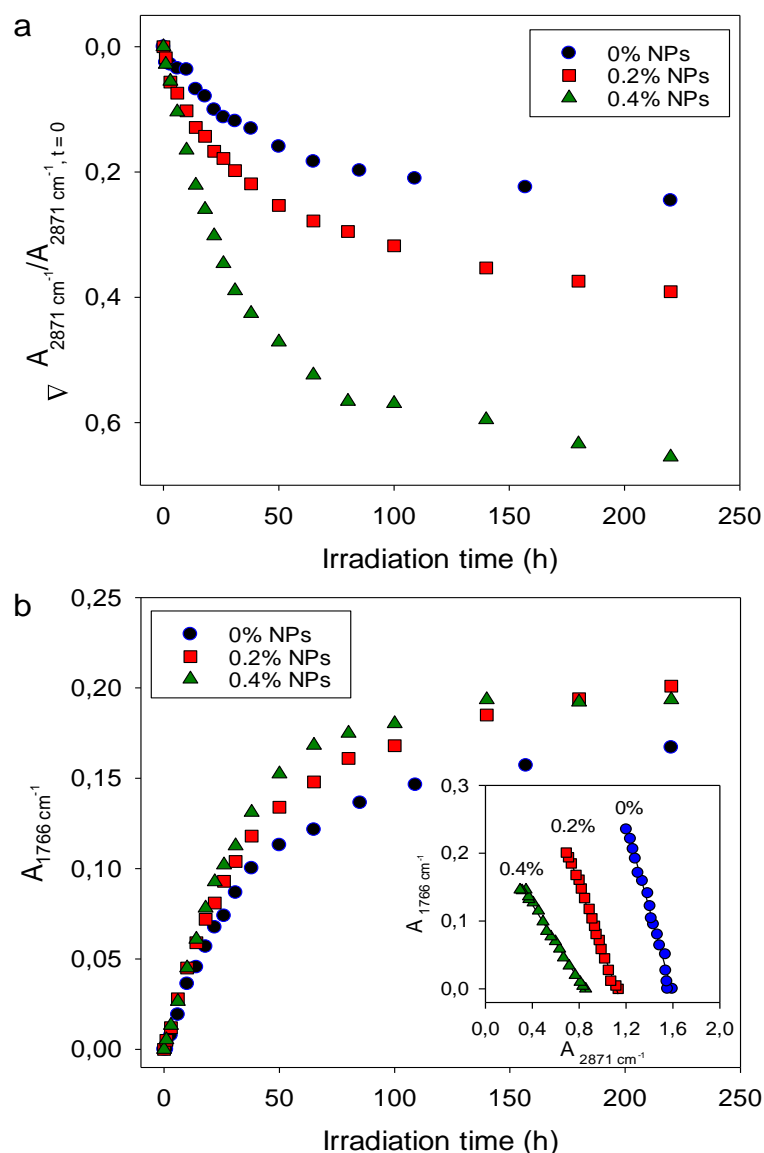 a
0% NPs
0.2% NPs
0.4% NPs
0,0
0,2
0,4
0,6
∇ A2871 cm-1/A2871 cm-1, t = 0
0 50 100 150 200 250
Irradiation time (h)
b
0% NPs
0.2% NPs
0.4% NPs
0,25
0,20
0,15
0,10
0,05
0,00
A1766 cm-1
0,3
0,2
0,1
0,0
A 1766 cm-1
0%
0.2%
0.4%
0,0 0,4 0,8 1,2 1,6 2,0
A 2871 cm-1
0 50 100 150 200 250
Irradiation time (h)